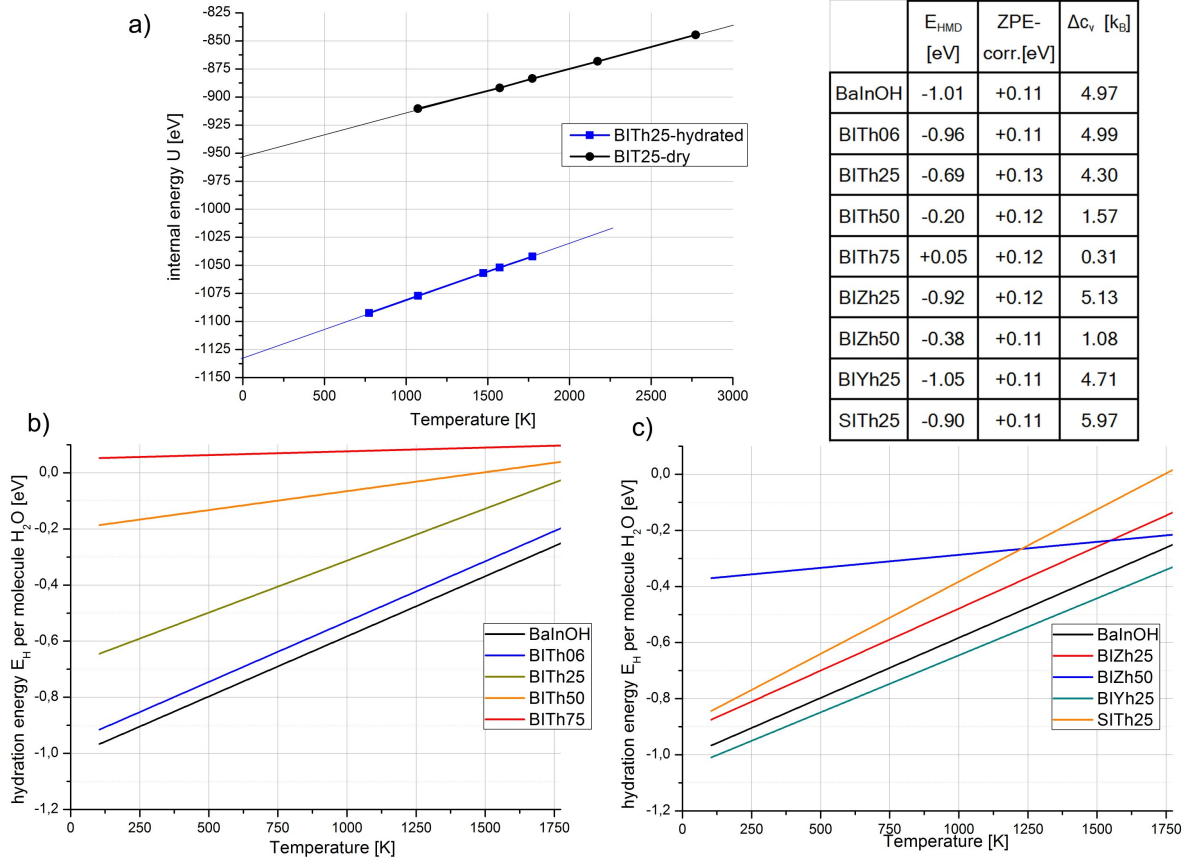 a)
-825
-850
-875
-900
-925
-950
-975
-1000
-1025
-1050
-1075
-1100
-1125
-1150
internal energy U [eV]
BITh25-hydrated
BIT25-dry
0 500 1000 1500 2000 2500 3000
Temperature [K]
E_HMD [eV] ZPE-corr.[eV] Δc_v [k_B]
BaInOH -1.01 +0.11 4.97
BITh06 -0.96 +0.11 4.99
BITh25 -0.69 +0.13 4.30
BITh50 -0.20 +0.12 1.57
BITh75 +0.05 +0.12 0.31
BIZh25 -0.92 +0.12 5.13
BIZh50 -0.38 +0.11 1.08
BIYh25 -1.05 +0.11 4.71
SITh25 -0.90 +0.11 5.97
b)
0,0
-0,2
-0,4
-0,6
-0,8
-1,0
-1,2
hydration energy E_H per molecule H₂O [eV]
BaInOH
BITh06
BITh25
BITh50
BITh75
0 250 500 750 1000 1250 1500 1750
Temperature [K]
c)
0,0
-0,2
-0,4
-0,6
-0,8
-1,0
-1,2
hydration energy E_H per molecule H₂O [eV]
BaInOH
BIZh25
BIZh50
BIYh25
SITh25
0 250 500 750 1000 1250 1500 1750
Temperature [K]